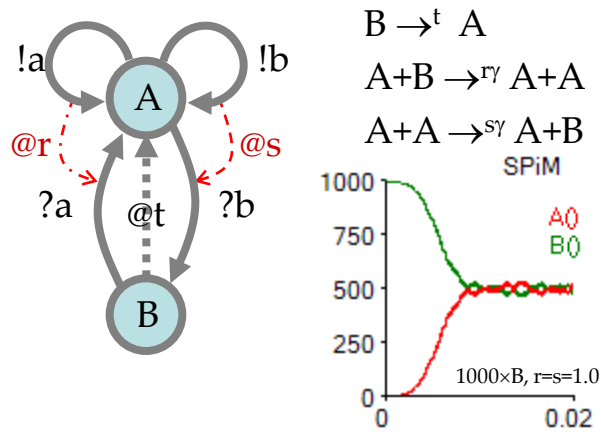 !a
!b
A
@r
@s
?a
@t
?b
B
B →ᵗ A
A+B →ʳᵞ A+A
A+A →ˢᵞ A+B
SPiM
1000
750
500
250
0
A()
B()
1000×B, r=s=1.0
0
0.02